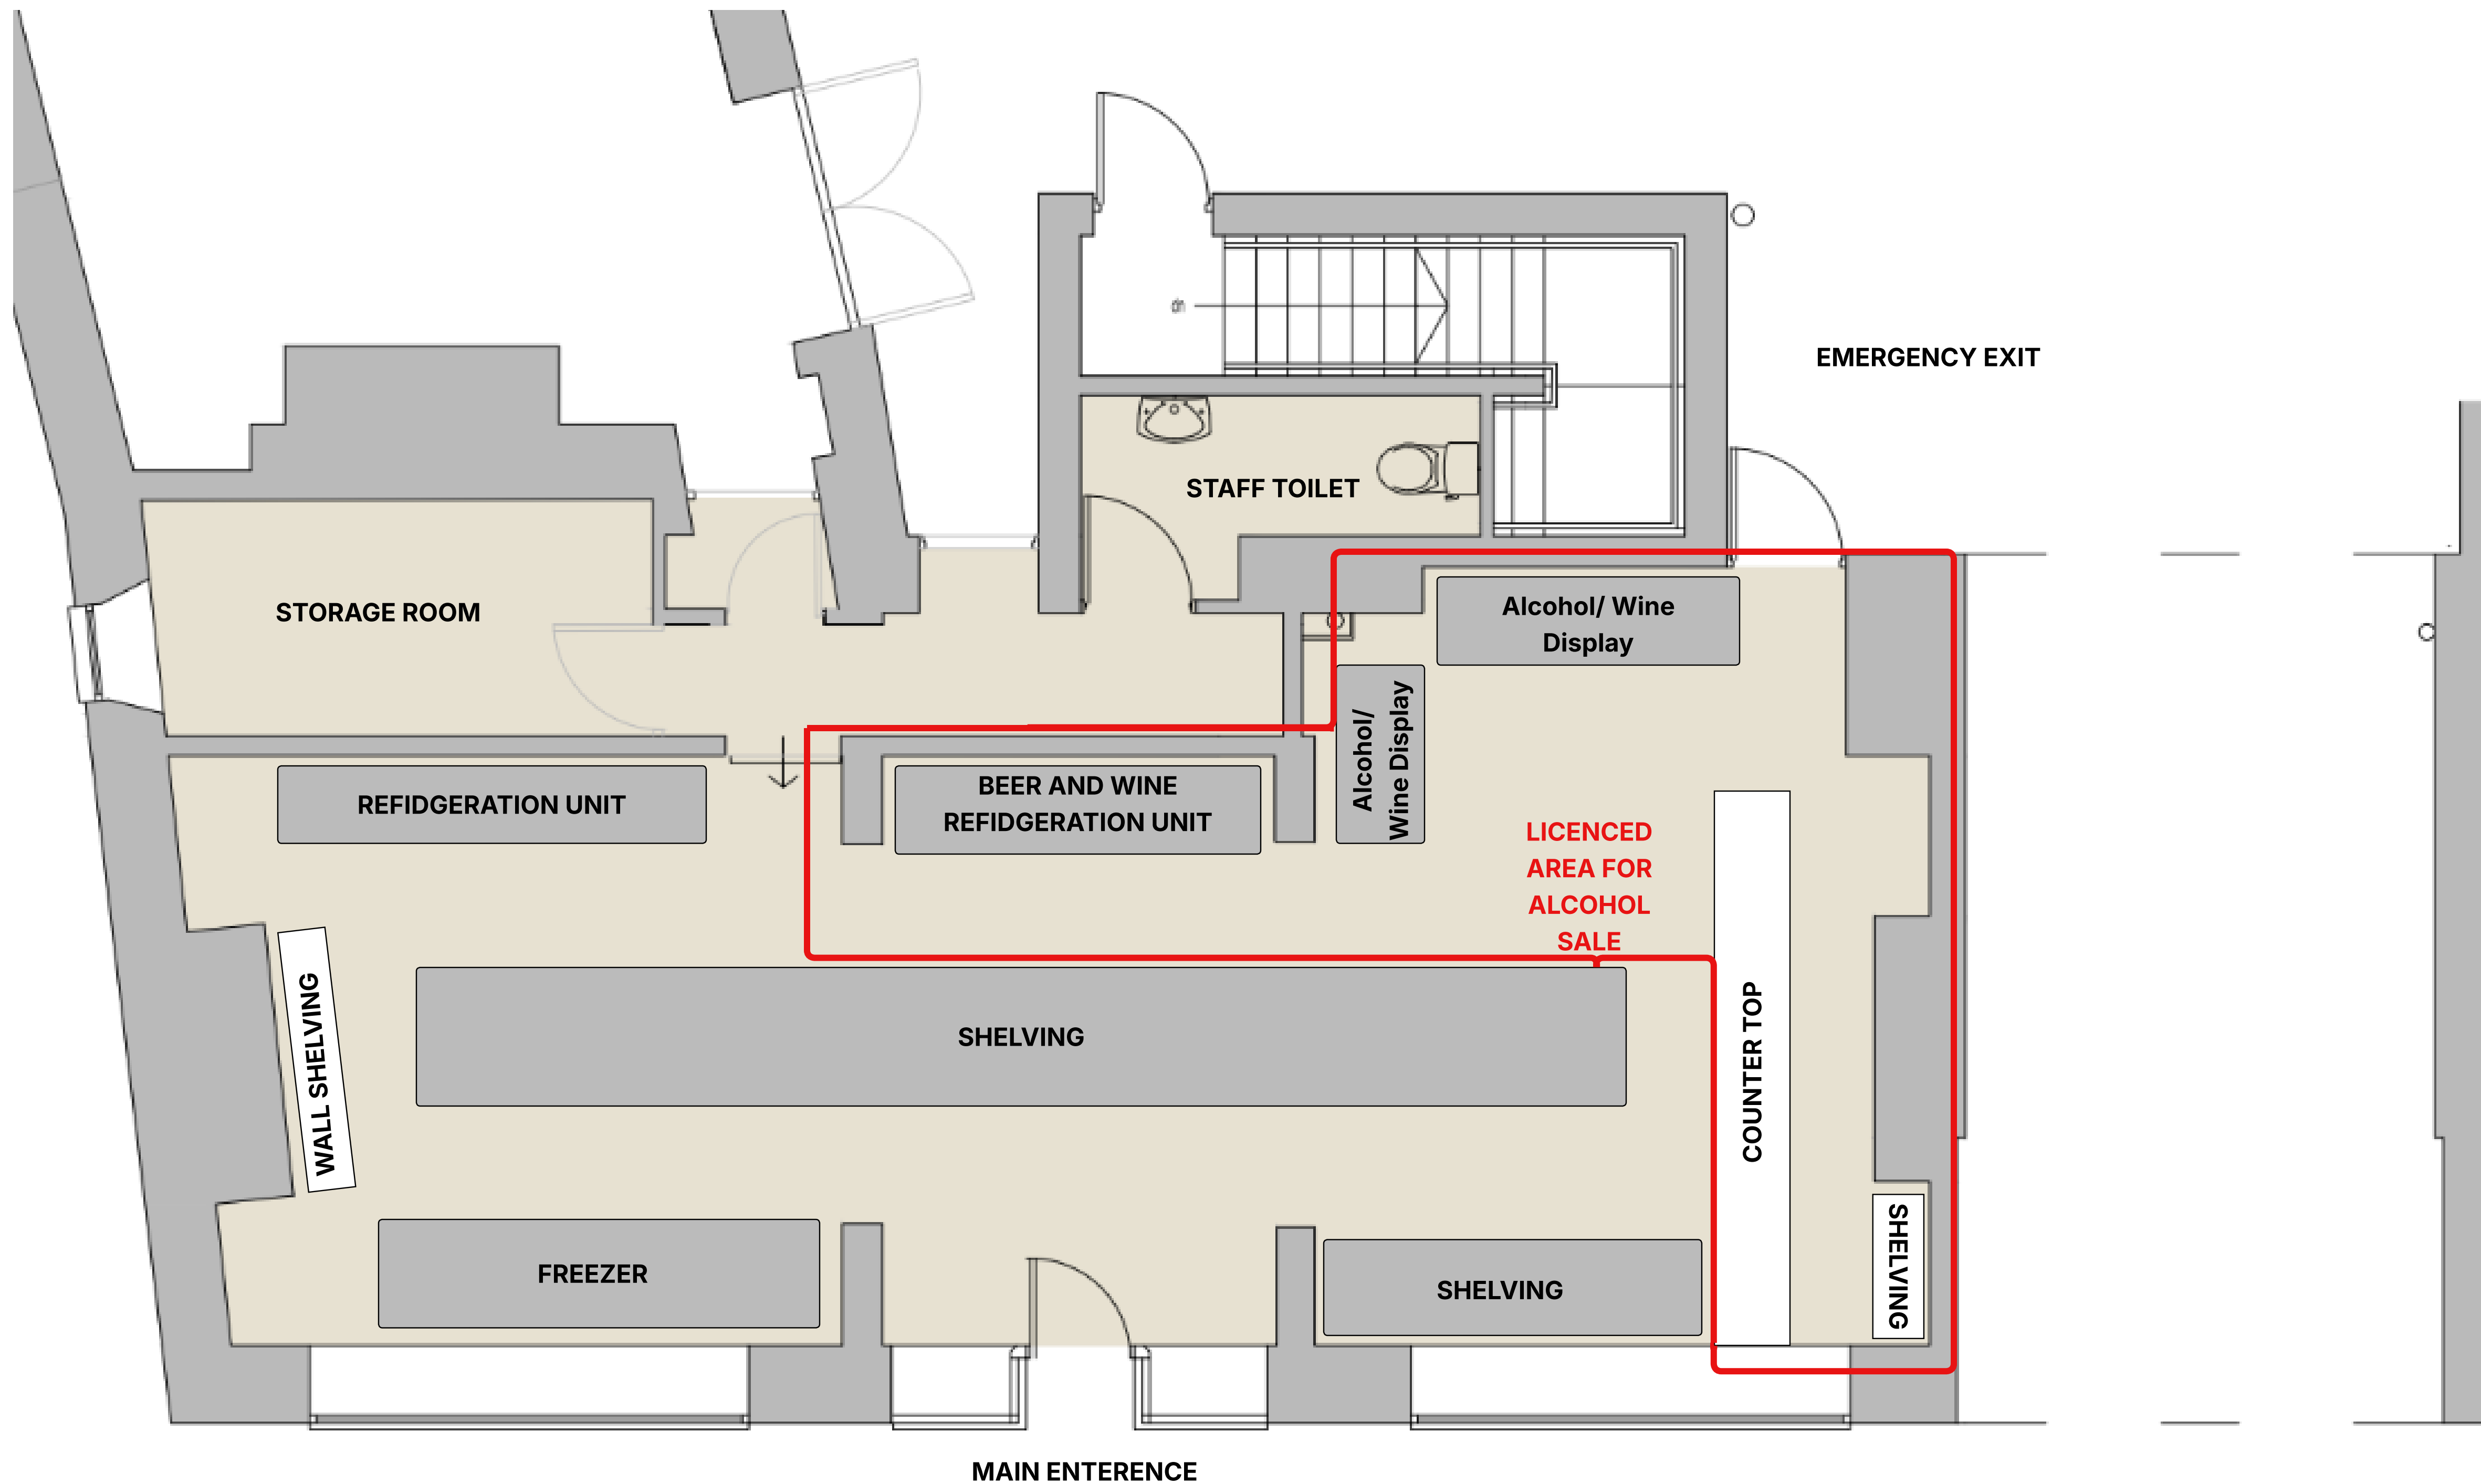 EMERGENCY EXIT
STAFF TOILET
STORAGE ROOM
Alcohol/ Wine
Display
Alcohol/
Wine Display
REFIDGERATION UNIT
BEER AND WINE
REFIDGERATION UNIT
LICENCED
AREA FOR
ALCOHOL
SALE
WALL SHELVING
SHELVING
COUNTER TOP
FREEZER
SHELVING
SHELVING
MAIN ENTERENCE